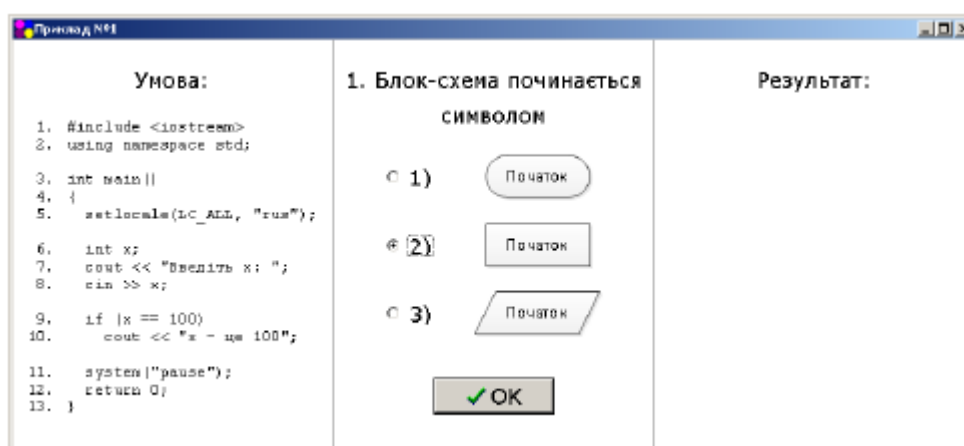 Приклад №1
Умова:
1. #include <iostream>
2. using namespace std;
3. int main()
4. {
5. setlocale(LC_ALL, "rus");
6. int x;
7. cout << "Введіть x: ";
8. cin >> x;
9. if (x == 100)
10. cout << "x - це 100";
11. system("pause");
12. return 0;
13. }
1. Блок-схема починається
символом
1) Початок
2) Початок
3) Початок
OK
Результат: